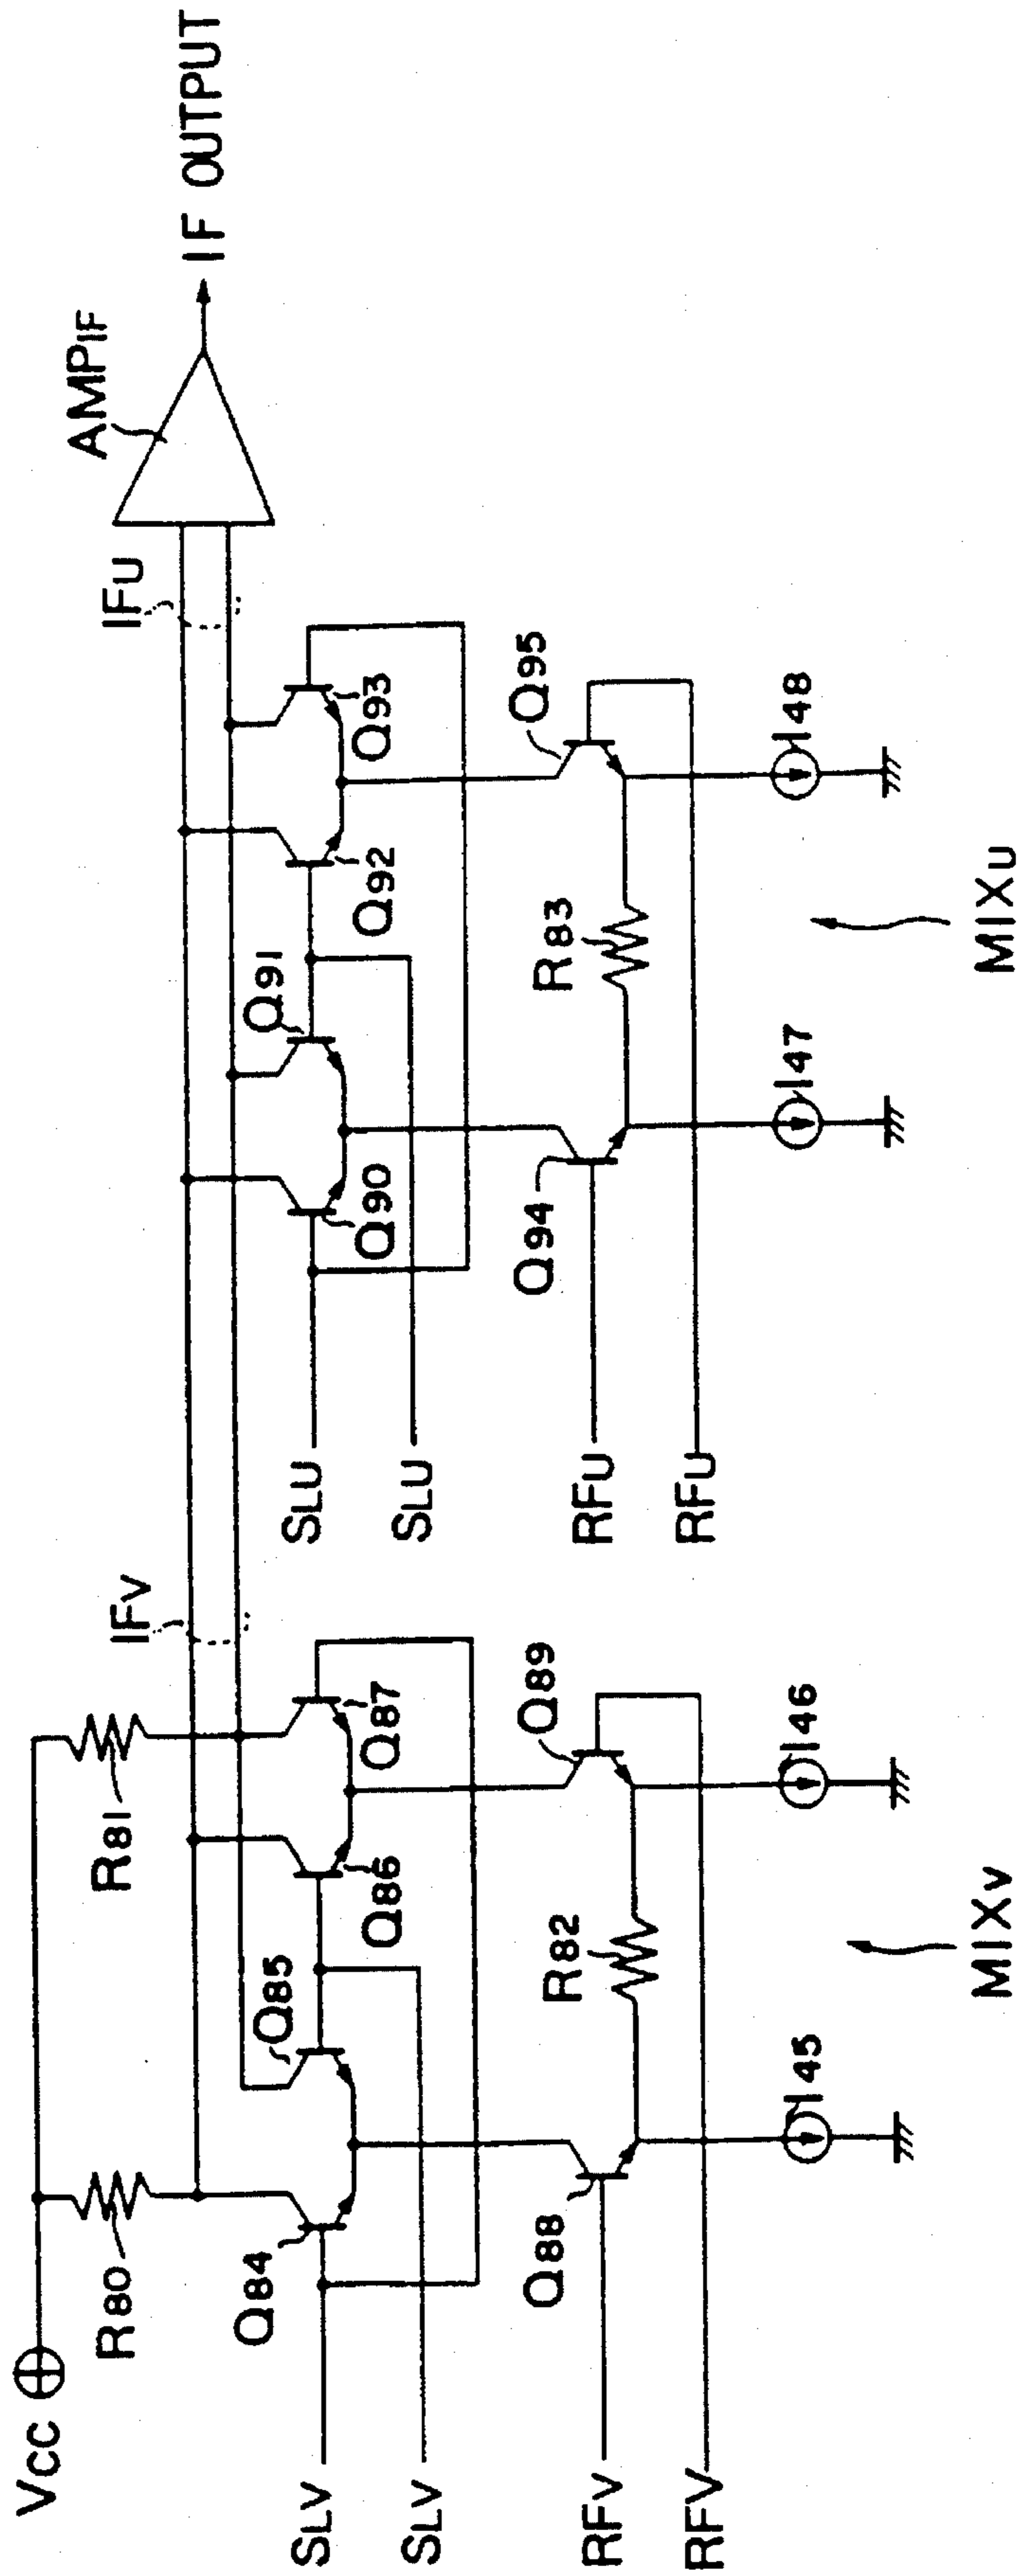 VCC
R80
R81
IFV
IFU
AMPIF
IF OUTPUT
Q84
Q85
Q86
Q87
Q90
Q91
Q92
Q93
SLV
SLV
SLU
SLU
Q88
R82
Q89
Q94
R83
Q95
RFV
RFV
RFU
RFU
I45
I46
I47
I48
MIXV
MIXU